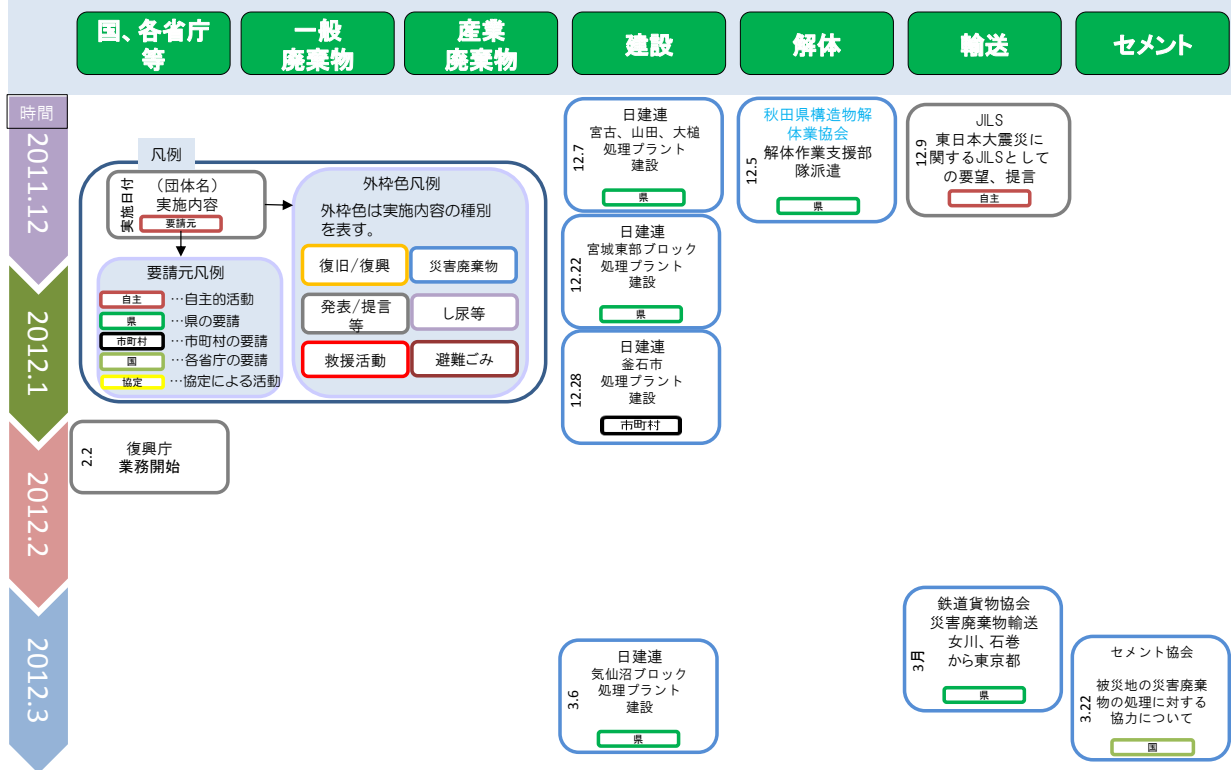 国、各省庁
等
一般
廃棄物
産業
廃棄物
建設
解体
輸送
セメント
時間
2011.12
2012.1
2012.2
2012.3
凡例
実施日付
（団体名）
実施内容
要請元
要請元凡例
自主 …自主的活動
県 …県の要請
市町村 …市町村の要請
国 …各省庁の要請
協定 …協定による活動
外枠色凡例
外枠色は実施内容の種別
を表す。
復旧/復興
災害廃棄物
発表/提言
等
し尿等
救援活動
避難ごみ
2.2
復興庁
業務開始
12.7
日建連
宮古、山田、大槌
処理プラント
建設
県
12.22
日建連
宮城東部ブロック
処理プラント
建設
県
12.28
日建連
釜石市
処理プラント
建設
市町村
3.6
日建連
気仙沼ブロック
処理プラント
建設
県
12.5
秋田県構造物解
体業協会
解体作業支援部
隊派遣
県
12.9
JILS
東日本大震災に
関するJILSとして
の要望、提言
自主
3月
鉄道貨物協会
災害廃棄物輸送
女川、石巻
から東京都
県
3.22
セメント協会
被災地の災害廃棄
物の処理に対する
協力について
国